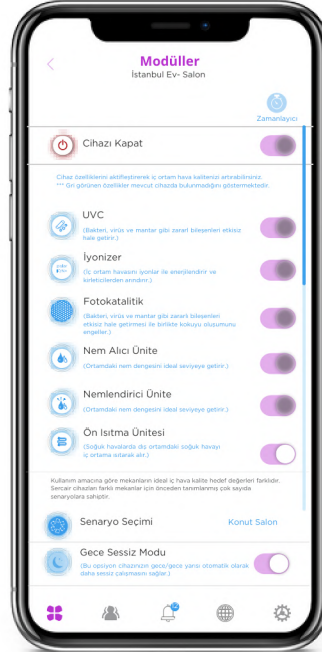 Modüller
İstanbul Ev- Salon
Zamanlayıcı
Cihazı Kapat
Cihaz özelliklerini aktifleştirerek iç ortam hava kalitenizi artırabilirsiniz.
*** Gri görünen özellikler mevcut cihazda bulunmadığını göstermektedir.
UVC
(Bakteri, virüs ve mantar gibi zararlı bileşenleri etkisiz
hale getirir.)
İyonizer
(İç ortam havasını iyonlar ile enerjilendirir ve
kirleticilerden arındırır.)
Fotokatalitik
(Bakteri, virüs ve mantar gibi zararlı bileşenleri
etkisiz hale getirmesi ile birlikte kokuyu oluşumunu
engeller.)
Nem Alıcı Ünite
(Ortamdaki nem dengesini ideal seviyeye getirir.)
Nemlendirici Ünite
(Ortamdaki nem dengesini ideal seviyeye getirir.)
Ön Isıtma Ünitesi
(Soğuk havalarda dış ortamdaki soğuk havayı
iç ortama ısıtarak alır.)
Kullanım amacına göre mekanların ideal iç hava kalite hedef değerleri farklıdır.
Sercair cihazları farklı mekanlar için önceden tanımlanmış çok sayıda
senaryolara sahiptir.
Senaryo Seçimi
Konut Salon
Gece Sessiz Modu
(Bu opsiyon cihazınızın gece/gece yarısı otomatik olarak
daha sessiz çalışmasını sağlar.)